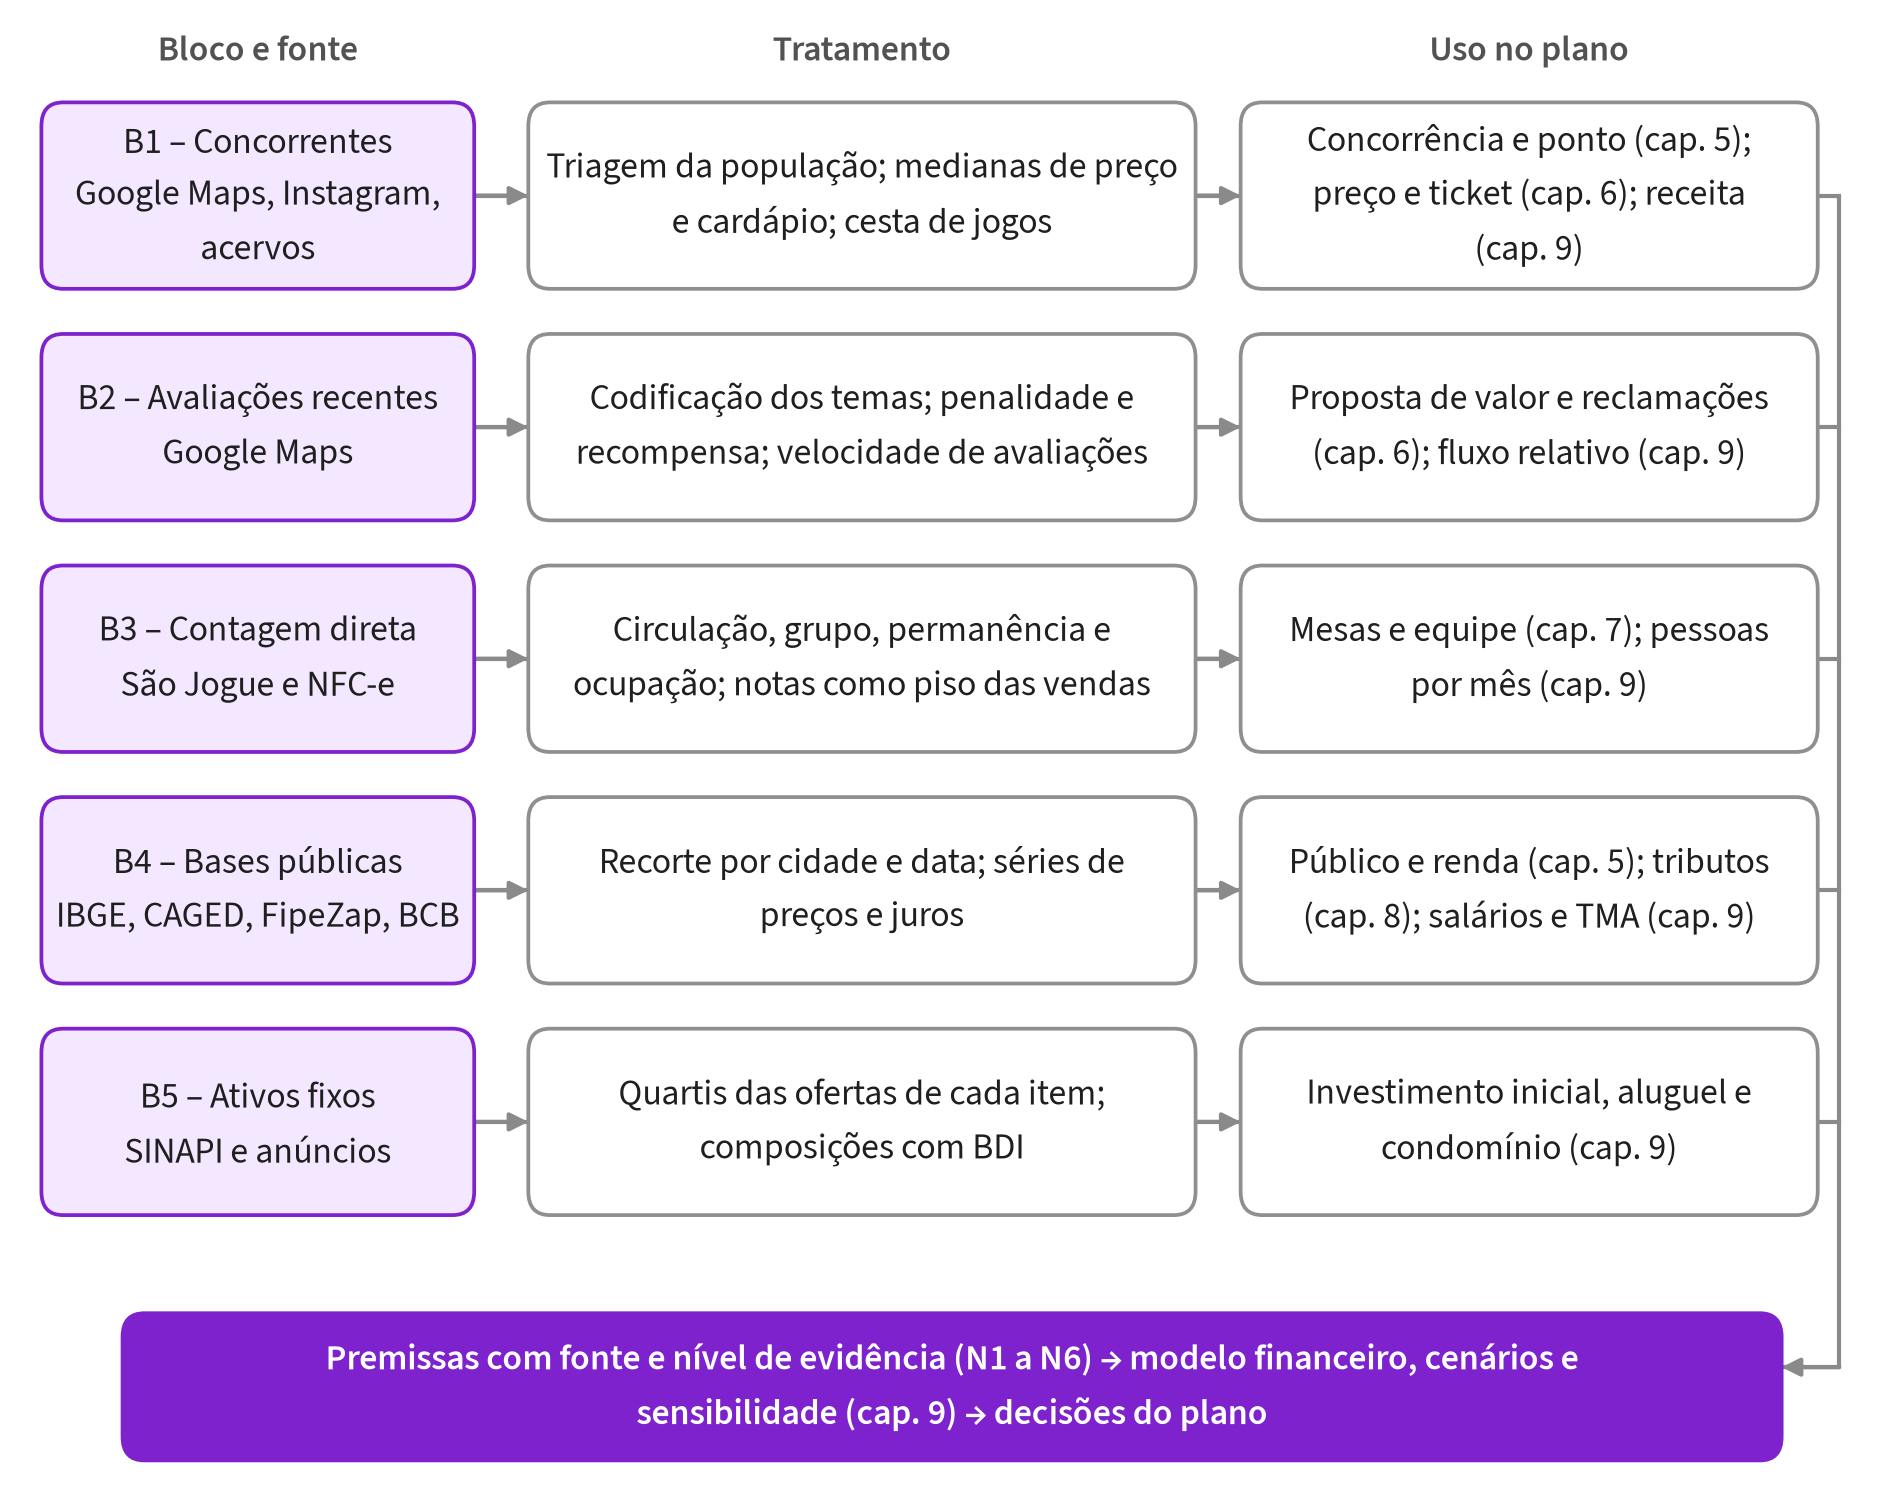 Bloco e fonte
Tratamento
Uso no plano
B1 – Concorrentes
Google Maps, Instagram,
acervos
Triagem da população; medianas de preço
e cardápio; cesta de jogos
Concorrência e ponto (cap. 5);
preço e ticket (cap. 6); receita
(cap. 9)
B2 – Avaliações recentes
Google Maps
Codificação dos temas; penalidade e
recompensa; velocidade de avaliações
Proposta de valor e reclamações
(cap. 6); fluxo relativo (cap. 9)
B3 – Contagem direta
São Jogue e NFC-e
Circulação, grupo, permanência e
ocupação; notas como piso das vendas
Mesas e equipe (cap. 7); pessoas
por mês (cap. 9)
B4 – Bases públicas
IBGE, CAGED, FipeZap, BCB
Recorte por cidade e data; séries de
preços e juros
Público e renda (cap. 5); tributos
(cap. 8); salários e TMA (cap. 9)
B5 – Ativos fixos
SINAPI e anúncios
Quartis das ofertas de cada item;
composições com BDI
Investimento inicial, aluguel e
condomínio (cap. 9)
Premissas com fonte e nível de evidência (N1 a N6) → modelo financeiro, cenários e
sensibilidade (cap. 9) → decisões do plano